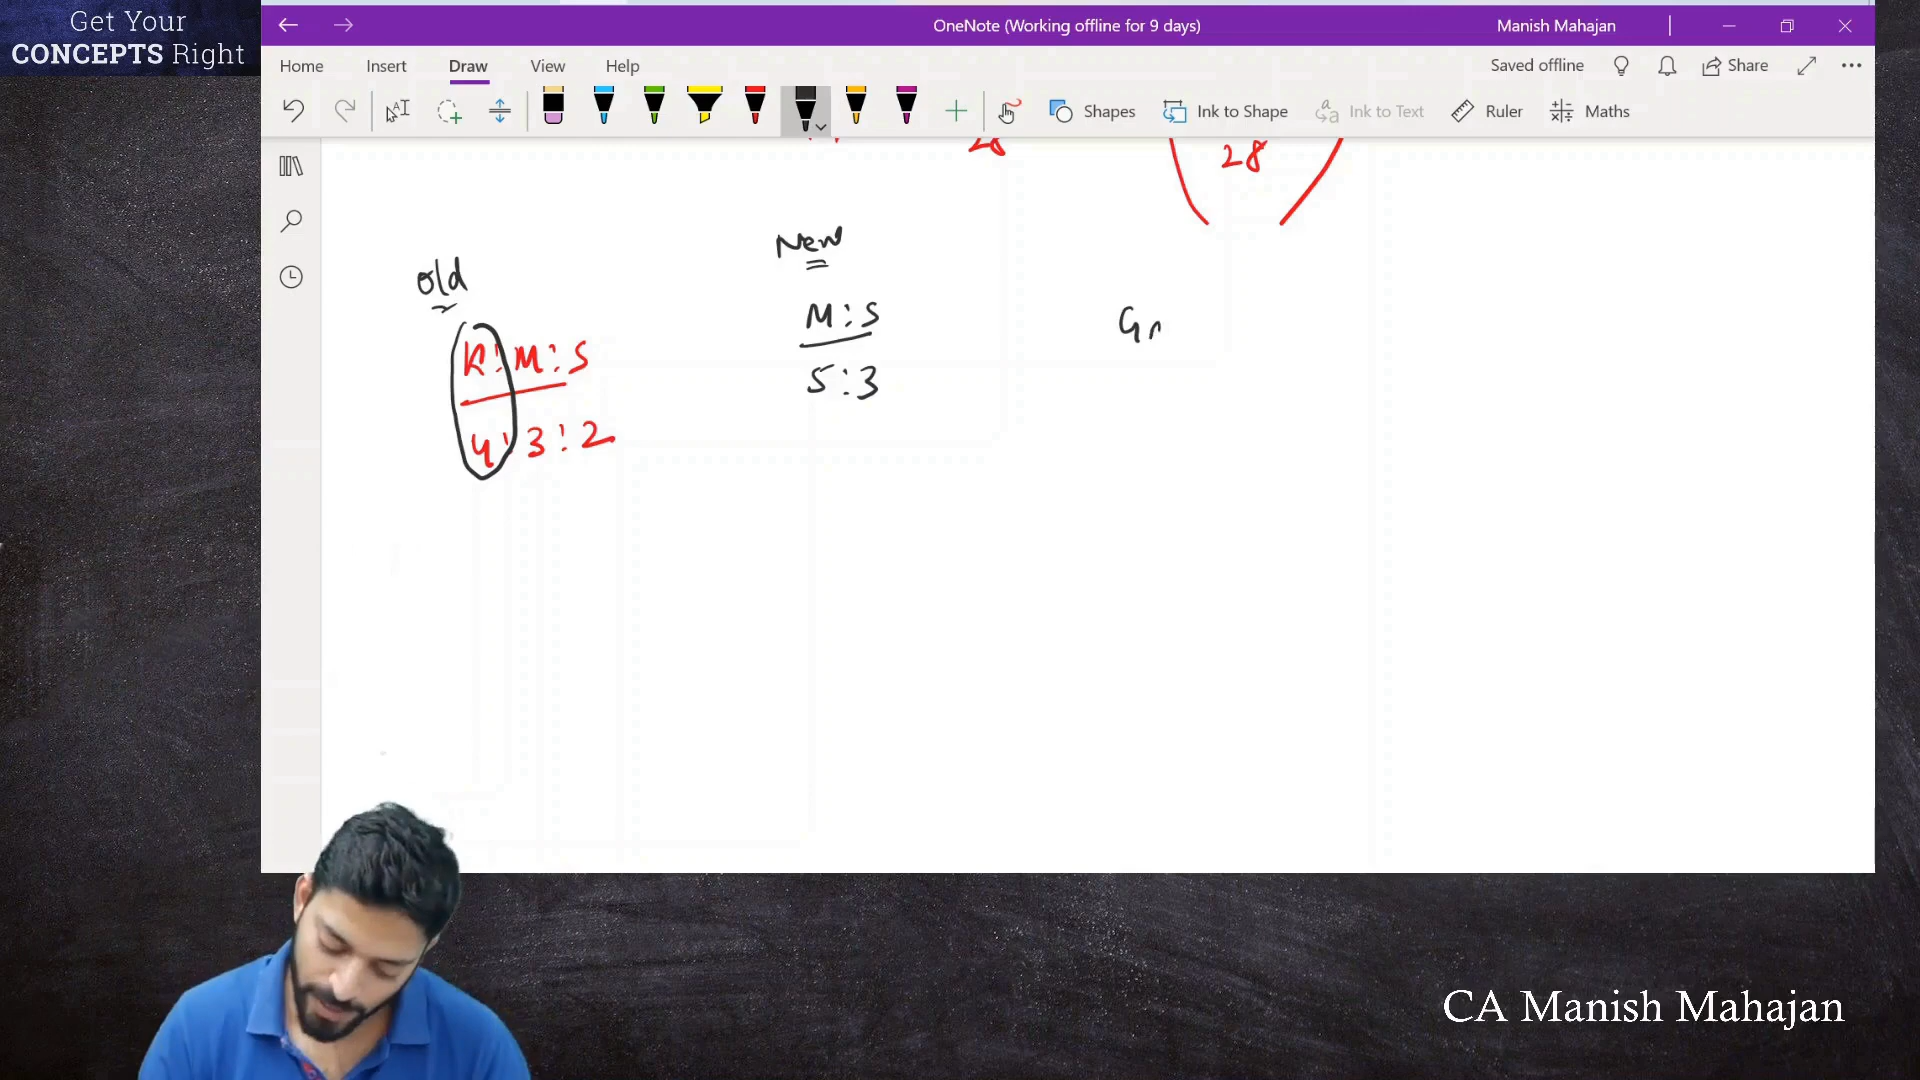 Get Your
CONCEPTS Right
OneNote (Working offline for 9 days)
Manish Mahajan
Home
Insert
Draw
View
Help
Saved offline
Share
Shapes
Ink to Shape
Ink to Text
Ruler
Maths
28
28
New
Old
M:S
K:M:S
5:3
4:3:2
CA Manish Mahajan